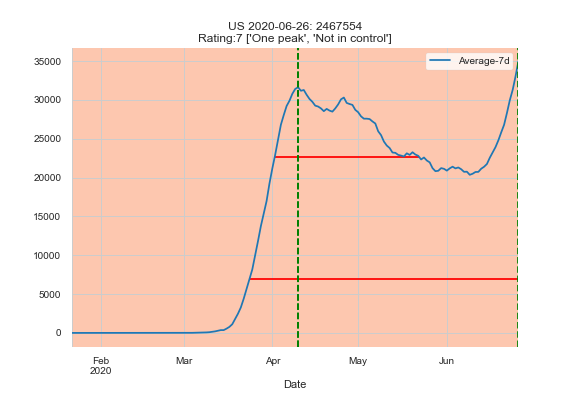 US 2020-06-26: 2467554
Rating:7 ['One peak', 'Not in control']
Average-7d
35000
30000
25000
20000
15000
10000
5000
0
Feb
2020
Mar
Apr
May
Jun
Date